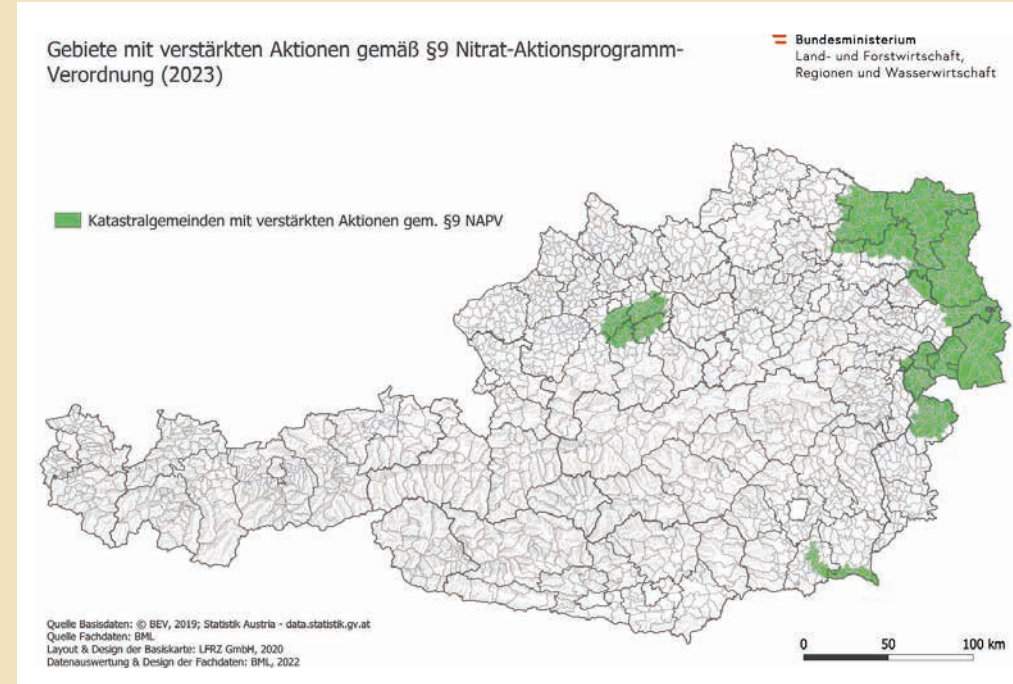 Gebiete mit verstärkten Aktionen gemäß §9 Nitrat-Aktionsprogramm-
Verordnung (2023)
Bundesministerium
Land- und Forstwirtschaft,
Regionen und Wasserwirtschaft
Katastralgemeinden mit verstärkten Aktionen gem. §9 NAPV
Quelle Basisdaten: © BEV, 2019; Statistik Austria - data.statistik.gv.at
Quelle Fachdaten: BML
Layout & Design der Basiskarte: LFRZ GmbH, 2020
Datenauswertung & Design der Fachdaten: BML, 2022
0 50 100 km